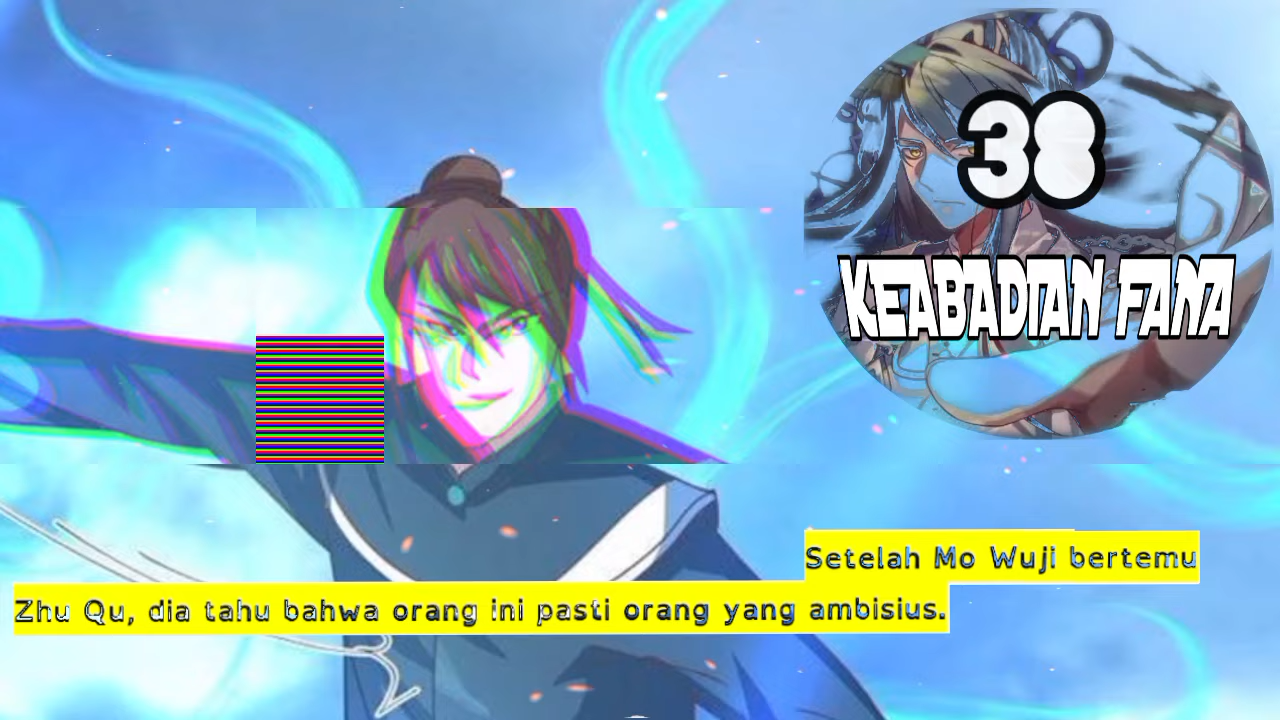 38
KEABADIAN FANA
Setelah Mo Wuji bertemu
Zhu Qu, dia tahu bahwa orang ini pasti orang yang ambisius.